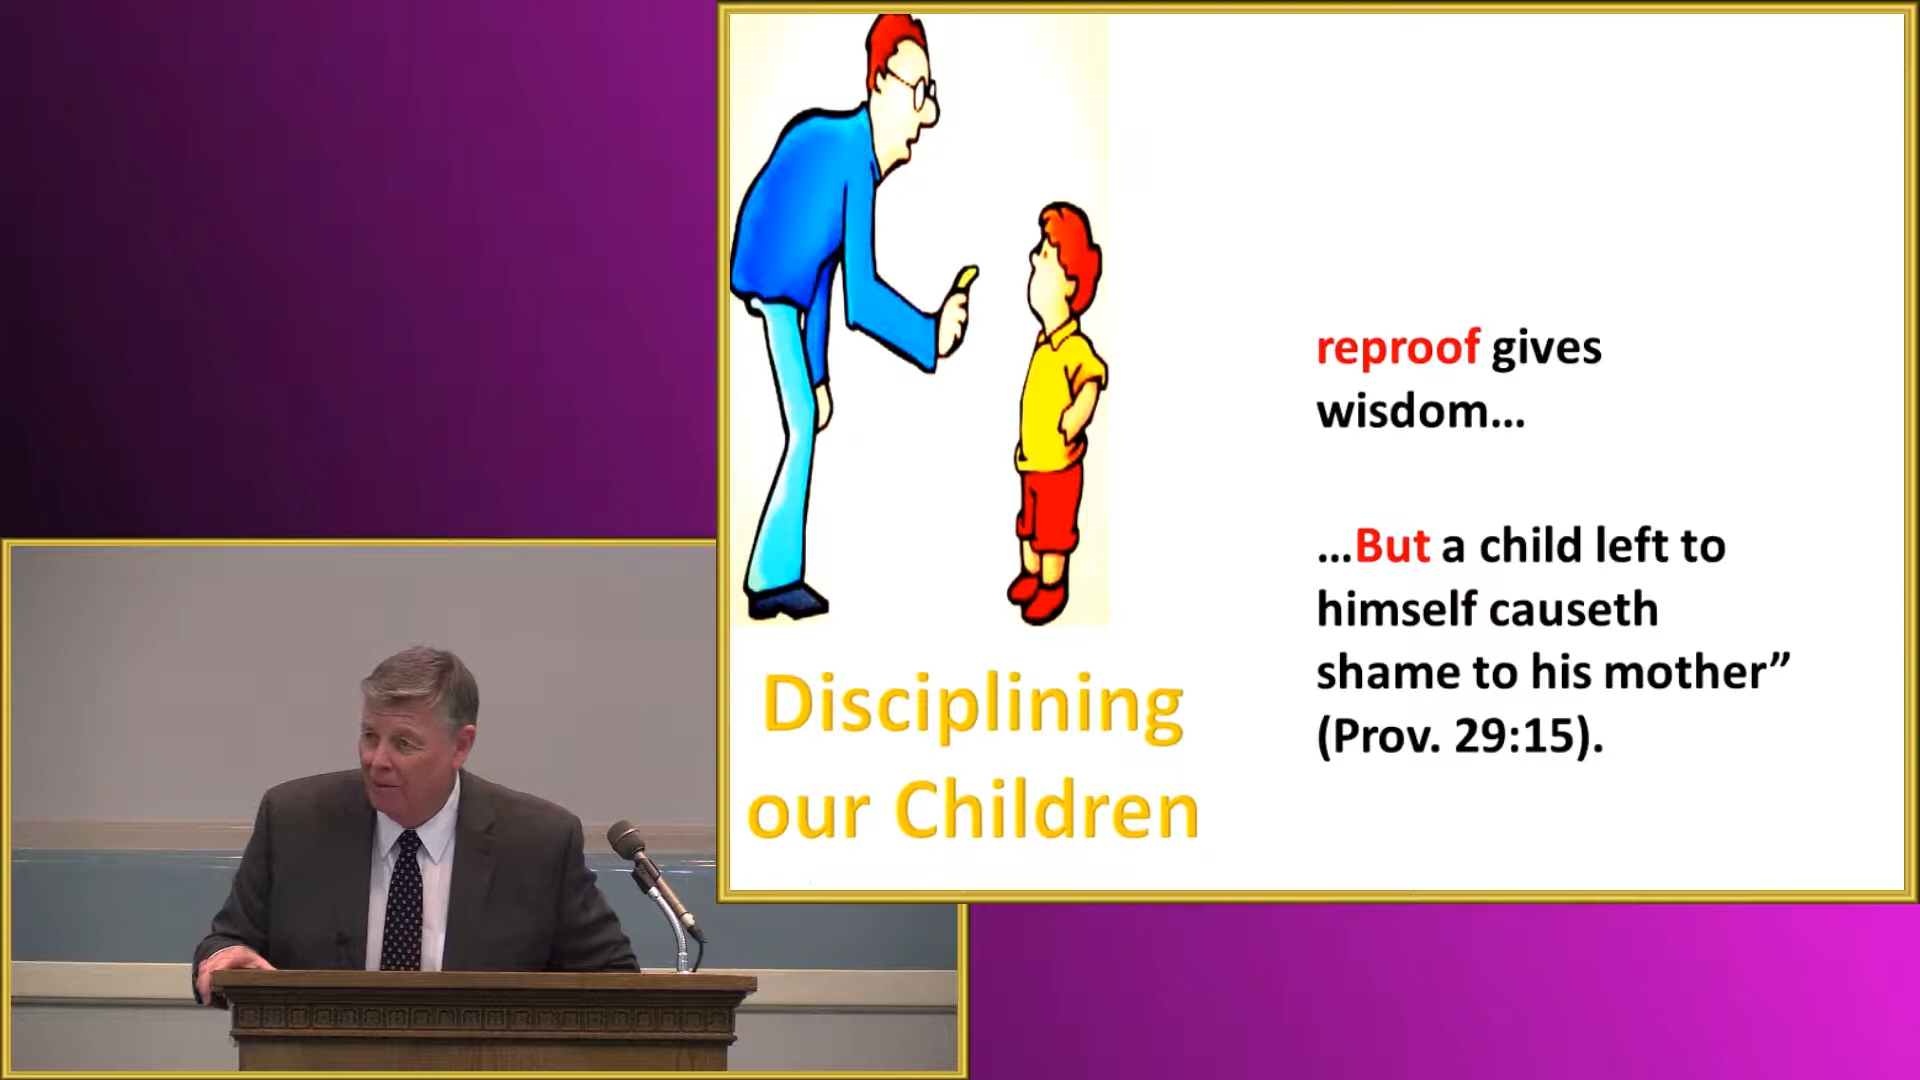 reproof gives
wisdom...
...But a child left to
himself causeth
shame to his mother”
(Prov. 29:15).
Disciplining
our Children